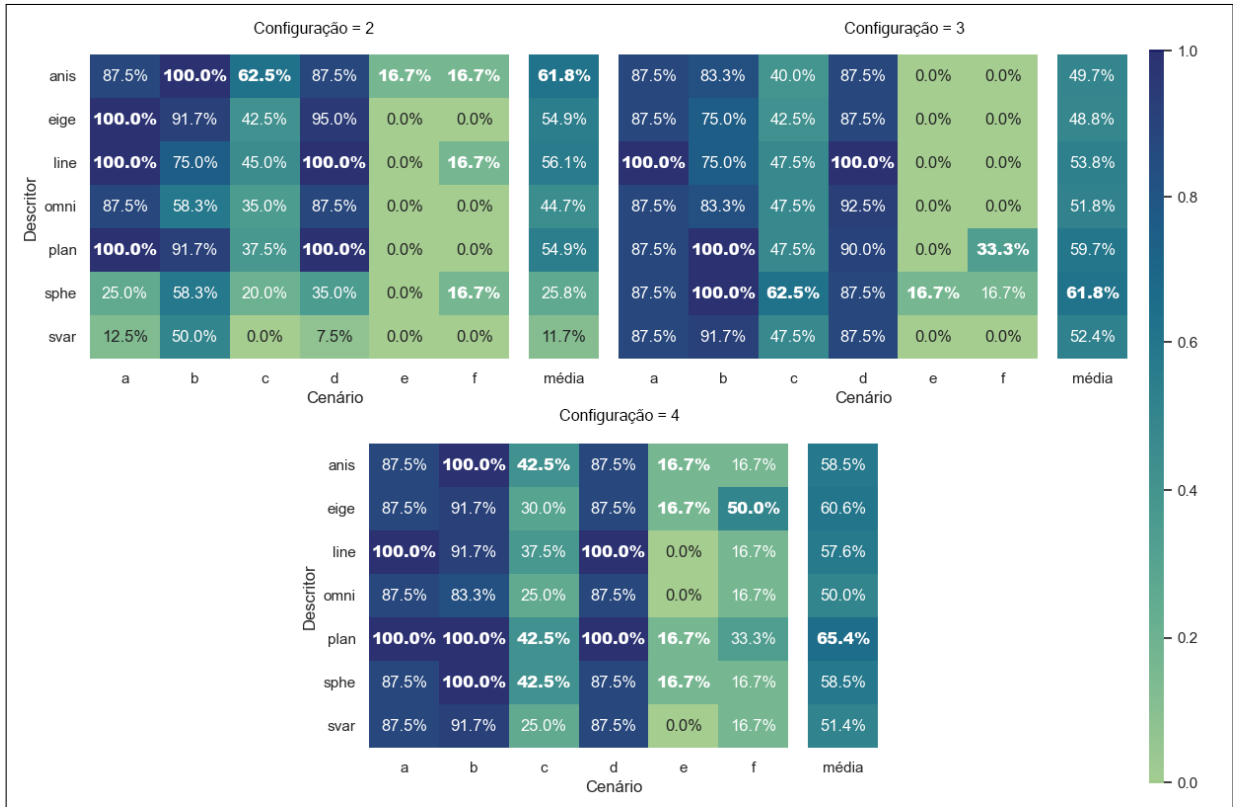 Configuração = 2
Descritor
anis 87.5% 100.0% 62.5% 87.5% 16.7% 16.7% 61.8%
eige 100.0% 91.7% 42.5% 95.0% 0.0% 0.0% 54.9%
line 100.0% 75.0% 45.0% 100.0% 0.0% 16.7% 56.1%
omni 87.5% 58.3% 35.0% 87.5% 0.0% 0.0% 44.7%
plan 100.0% 91.7% 37.5% 100.0% 0.0% 0.0% 54.9%
sphe 25.0% 58.3% 20.0% 35.0% 0.0% 16.7% 25.8%
svar 12.5% 50.0% 0.0% 7.5% 0.0% 0.0% 11.7%
a b c d e f média
Cenário
Configuração = 3
87.5% 83.3% 40.0% 87.5% 0.0% 0.0% 49.7%
87.5% 75.0% 42.5% 87.5% 0.0% 0.0% 48.8%
100.0% 75.0% 47.5% 100.0% 0.0% 0.0% 53.8%
87.5% 83.3% 47.5% 92.5% 0.0% 0.0% 51.8%
87.5% 100.0% 47.5% 90.0% 0.0% 33.3% 59.7%
87.5% 100.0% 62.5% 87.5% 16.7% 16.7% 61.8%
87.5% 91.7% 47.5% 87.5% 0.0% 0.0% 52.4%
a b c d e f média
Cenário
Configuração = 4
Descritor
anis 87.5% 100.0% 42.5% 87.5% 16.7% 16.7% 58.5%
eige 87.5% 91.7% 30.0% 87.5% 16.7% 50.0% 60.6%
line 100.0% 91.7% 37.5% 100.0% 0.0% 16.7% 57.6%
omni 87.5% 83.3% 25.0% 87.5% 0.0% 16.7% 50.0%
plan 100.0% 100.0% 42.5% 100.0% 16.7% 33.3% 65.4%
sphe 87.5% 100.0% 42.5% 87.5% 16.7% 16.7% 58.5%
svar 87.5% 91.7% 25.0% 87.5% 0.0% 16.7% 51.4%
a b c d e f média
Cenário
1.0
0.8
0.6
0.4
0.2
0.0